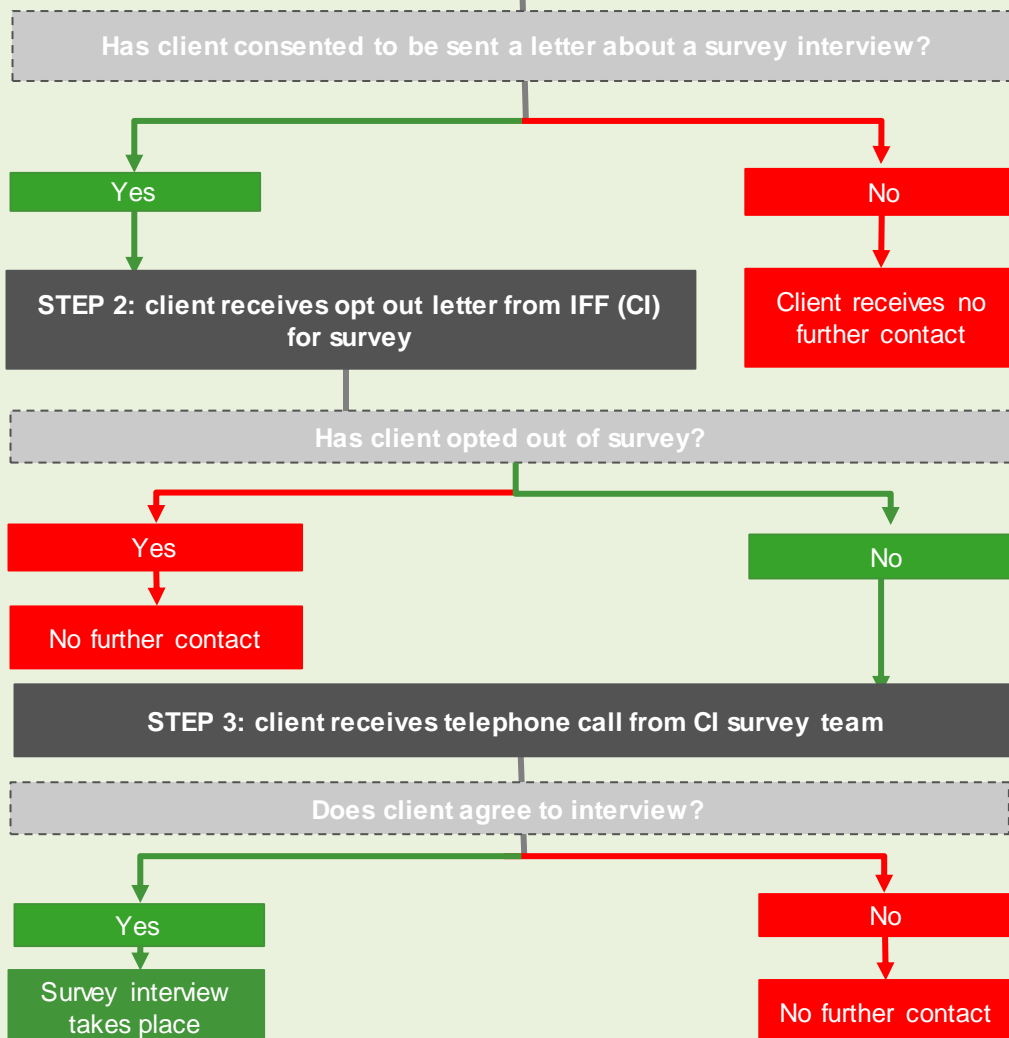 Has client consented to be sent a letter about a survey interview?
Yes
No
STEP 2: client receives opt out letter from IFF (CI)
for survey
Client receives no
further contact
Has client opted out of survey?
Yes
No
No further contact
STEP 3: client receives telephone call from CI survey team
Does client agree to interview?
Yes
No
Survey interview
takes place
No further contact